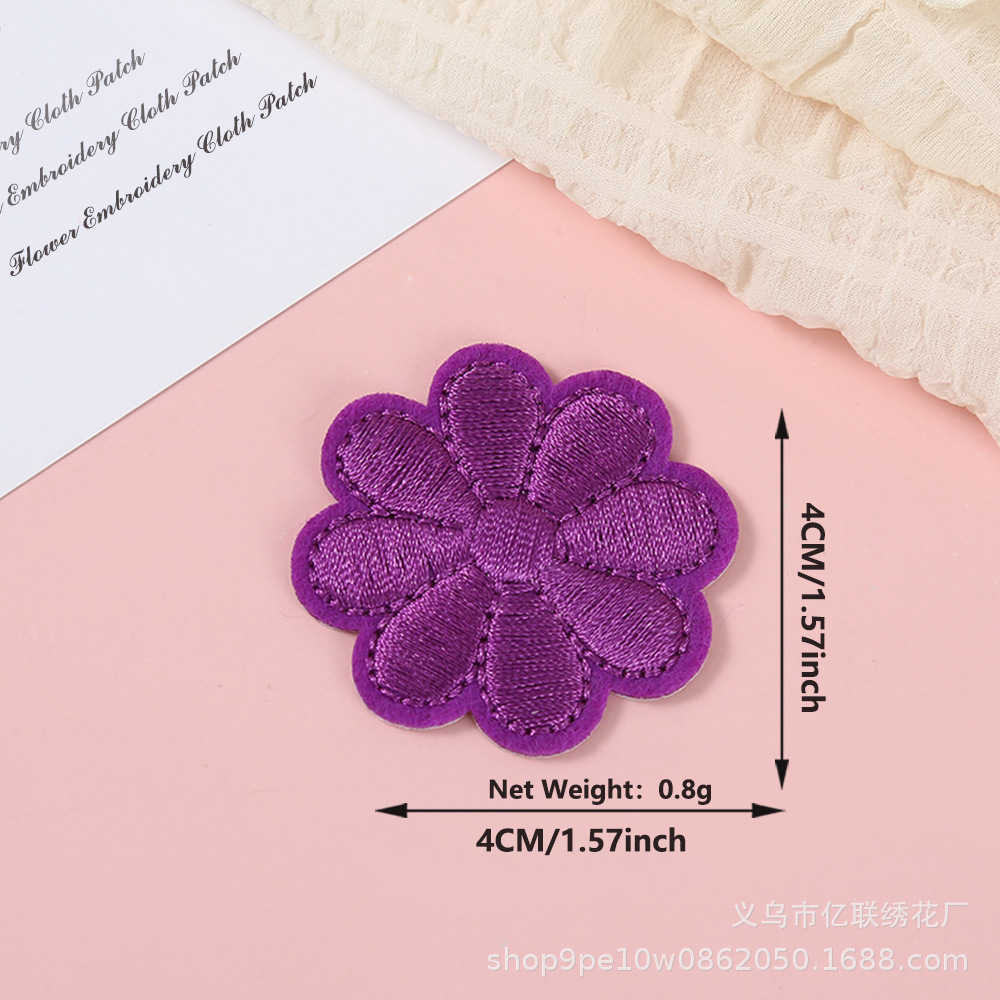 ry Cloth Patch
Embroidery Cloth Patch
Flower Embroidery Cloth Patch
4CM/1.57inch
Net Weight: 0.8g
4CM/1.57inch
义乌市亿联绣花厂
shop9pe10w0862050.1688.com